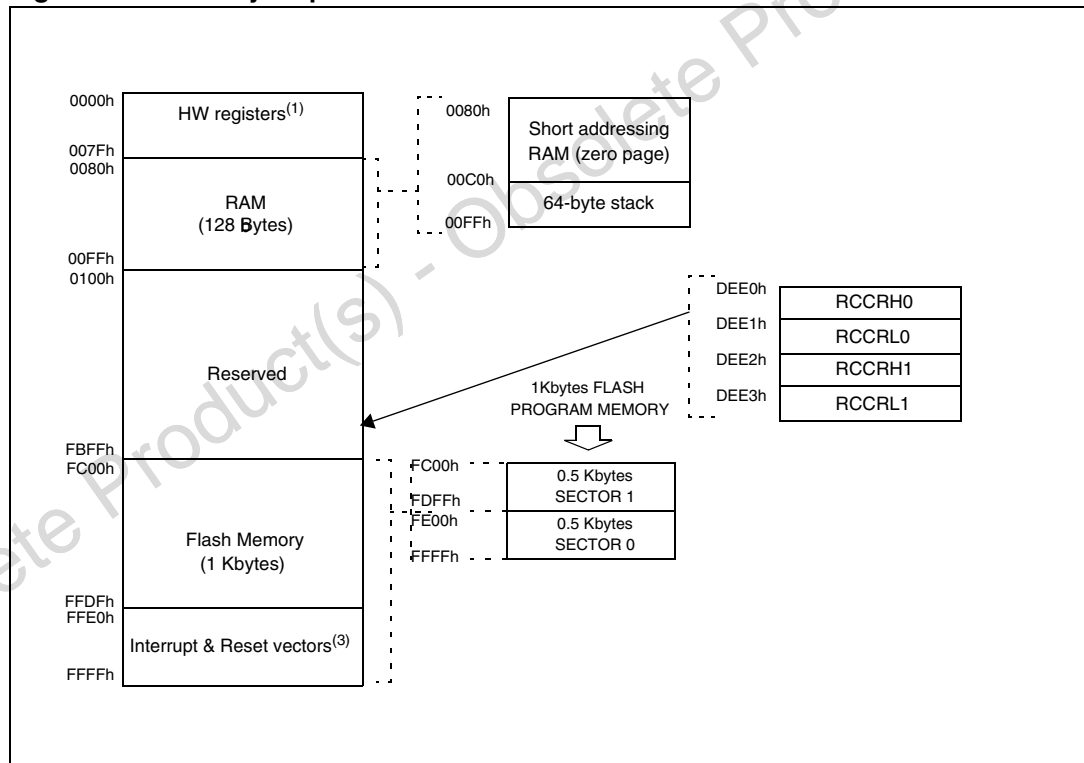 0000h
HW registers(1)
007Fh
0080h
RAM
(128 Bytes)
00FFh
0100h
Reserved
FBFFh
FC00h
Flash Memory
(1 Kbytes)
FFDFh
FFE0h
Interrupt & Reset vectors(3)
FFFFh
0080h
Short addressing
RAM (zero page)
00C0h
64-byte stack
00FFh
DEE0h
RCCRH0
DEE1h
RCCRL0
DEE2h
RCCRH1
DEE3h
RCCRL1
1Kbytes FLASH
PROGRAM MEMORY
FC00h
0.5 Kbytes
SECTOR 1
FDFFh
FE00h
0.5 Kbytes
SECTOR 0
FFFFh
Product(s) - Obsolete